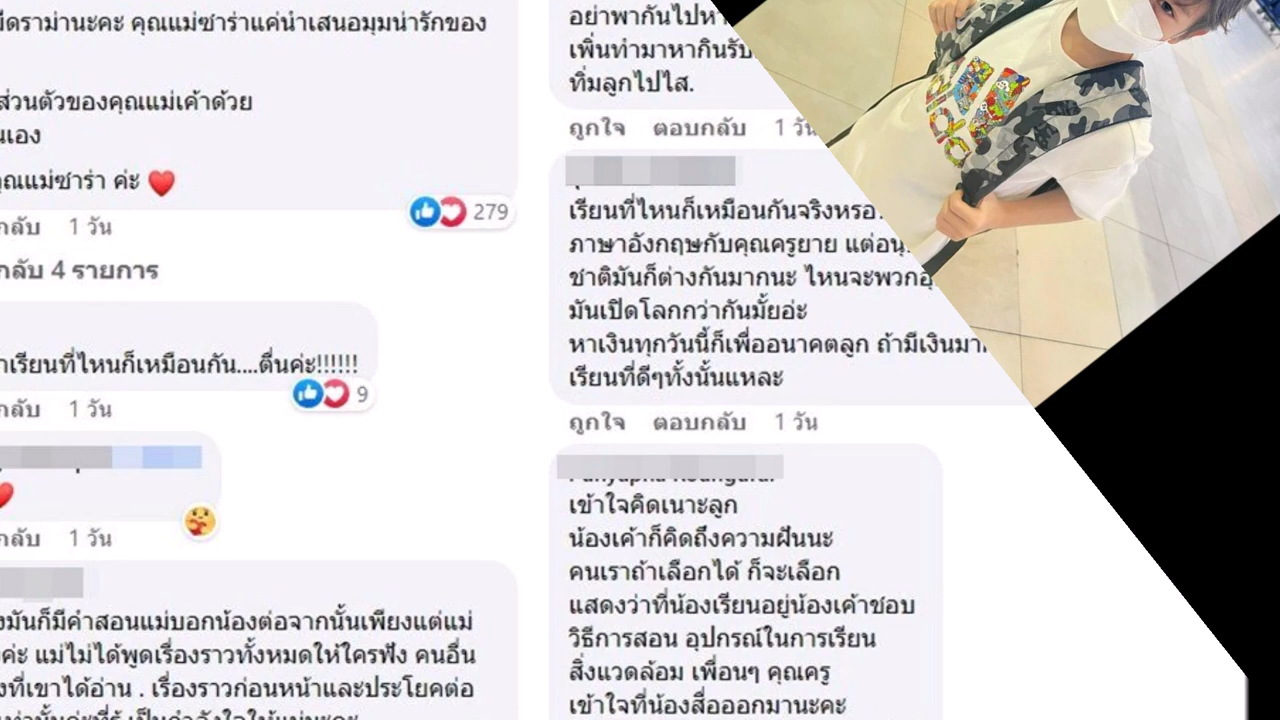 ดราม่านะคะ คุณแม่ซาร่าแค่นำเสนอมุมน่ารักของ
ส่วนตัวของคุณแม่เค้าด้วย
นเอง
คุณแม่ซาร่า ค่ะ ❤️
กลับ 1 วัน
279
กลับ 4 รายการ
เรียนที่ไหนก็เหมือนกัน....ตื่นค่ะ!!!!!!
9
กลับ 1 วัน
กลับ 1 วัน
มันก็มีคำสอนแม่บอกน้องต่อจากนั้นเพียงแต่แม่
ค่ะ แม่ไม่ได้พูดเรื่องราวทั้งหมดให้ใครฟัง คนอื่น
ที่เขาได้อ่าน . เรื่องราวก่อนหน้าและประโยคต่อ
อย่าพากันไปหา
เพิ่นทำมาหากินรับ
ทิ่มลูกไปใส.
ถูกใจ ตอบกลับ 1 วัน
เรียนที่ไหนก็เหมือนกันจริงหรอ
ภาษาอังกฤษกับคุณครูยาย แต่อนุ
ชาติมันก็ต่างกันมากนะ ไหนจะพวกอุ
มันเปิดโลกกว่ากันมั้ยอ่ะ
หาเงินทุกวันนี้ก็เพื่ออนาคตลูก ถ้ามีเงินมา
เรียนที่ดีๆทั้งนั้นแหละ
ถูกใจ ตอบกลับ 1 วัน
เข้าใจคิดเนาะลูก
น้องเค้าก็คิดถึงความฝันนะ
คนเราถ้าเลือกได้ ก็จะเลือก
แสดงว่าที่น้องเรียนอยู่น้องเค้าชอบ
วิธีการสอน อุปกรณ์ในการเรียน
สิ่งแวดล้อม เพื่อนๆ คุณครู
เข้าใจที่น้องสื่อออกมานะคะ